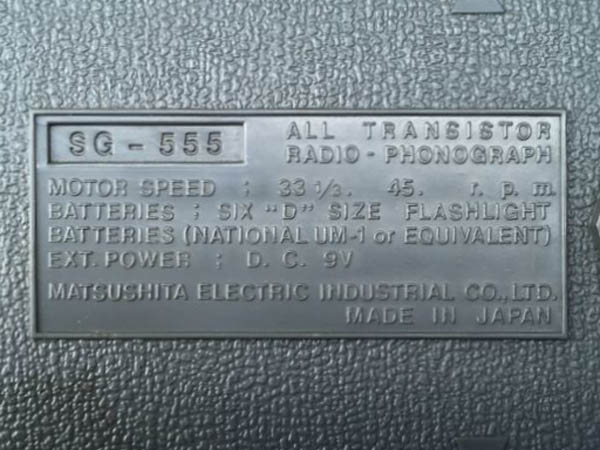 SG - 555
ALL TRANSISTOR
RADIO - PHONOGRAPH
MOTOR SPEED : 33 1/3. 45. r. p. m.
BATTERIES : SIX "D" SIZE FLASHLIGHT
BATTERIES (NATIONAL UM-1 or EQUIVALENT)
EXT. POWER : D. C. 9V
MATSUSHITA ELECTRIC INDUSTRIAL CO., LTD.
MADE IN JAPAN